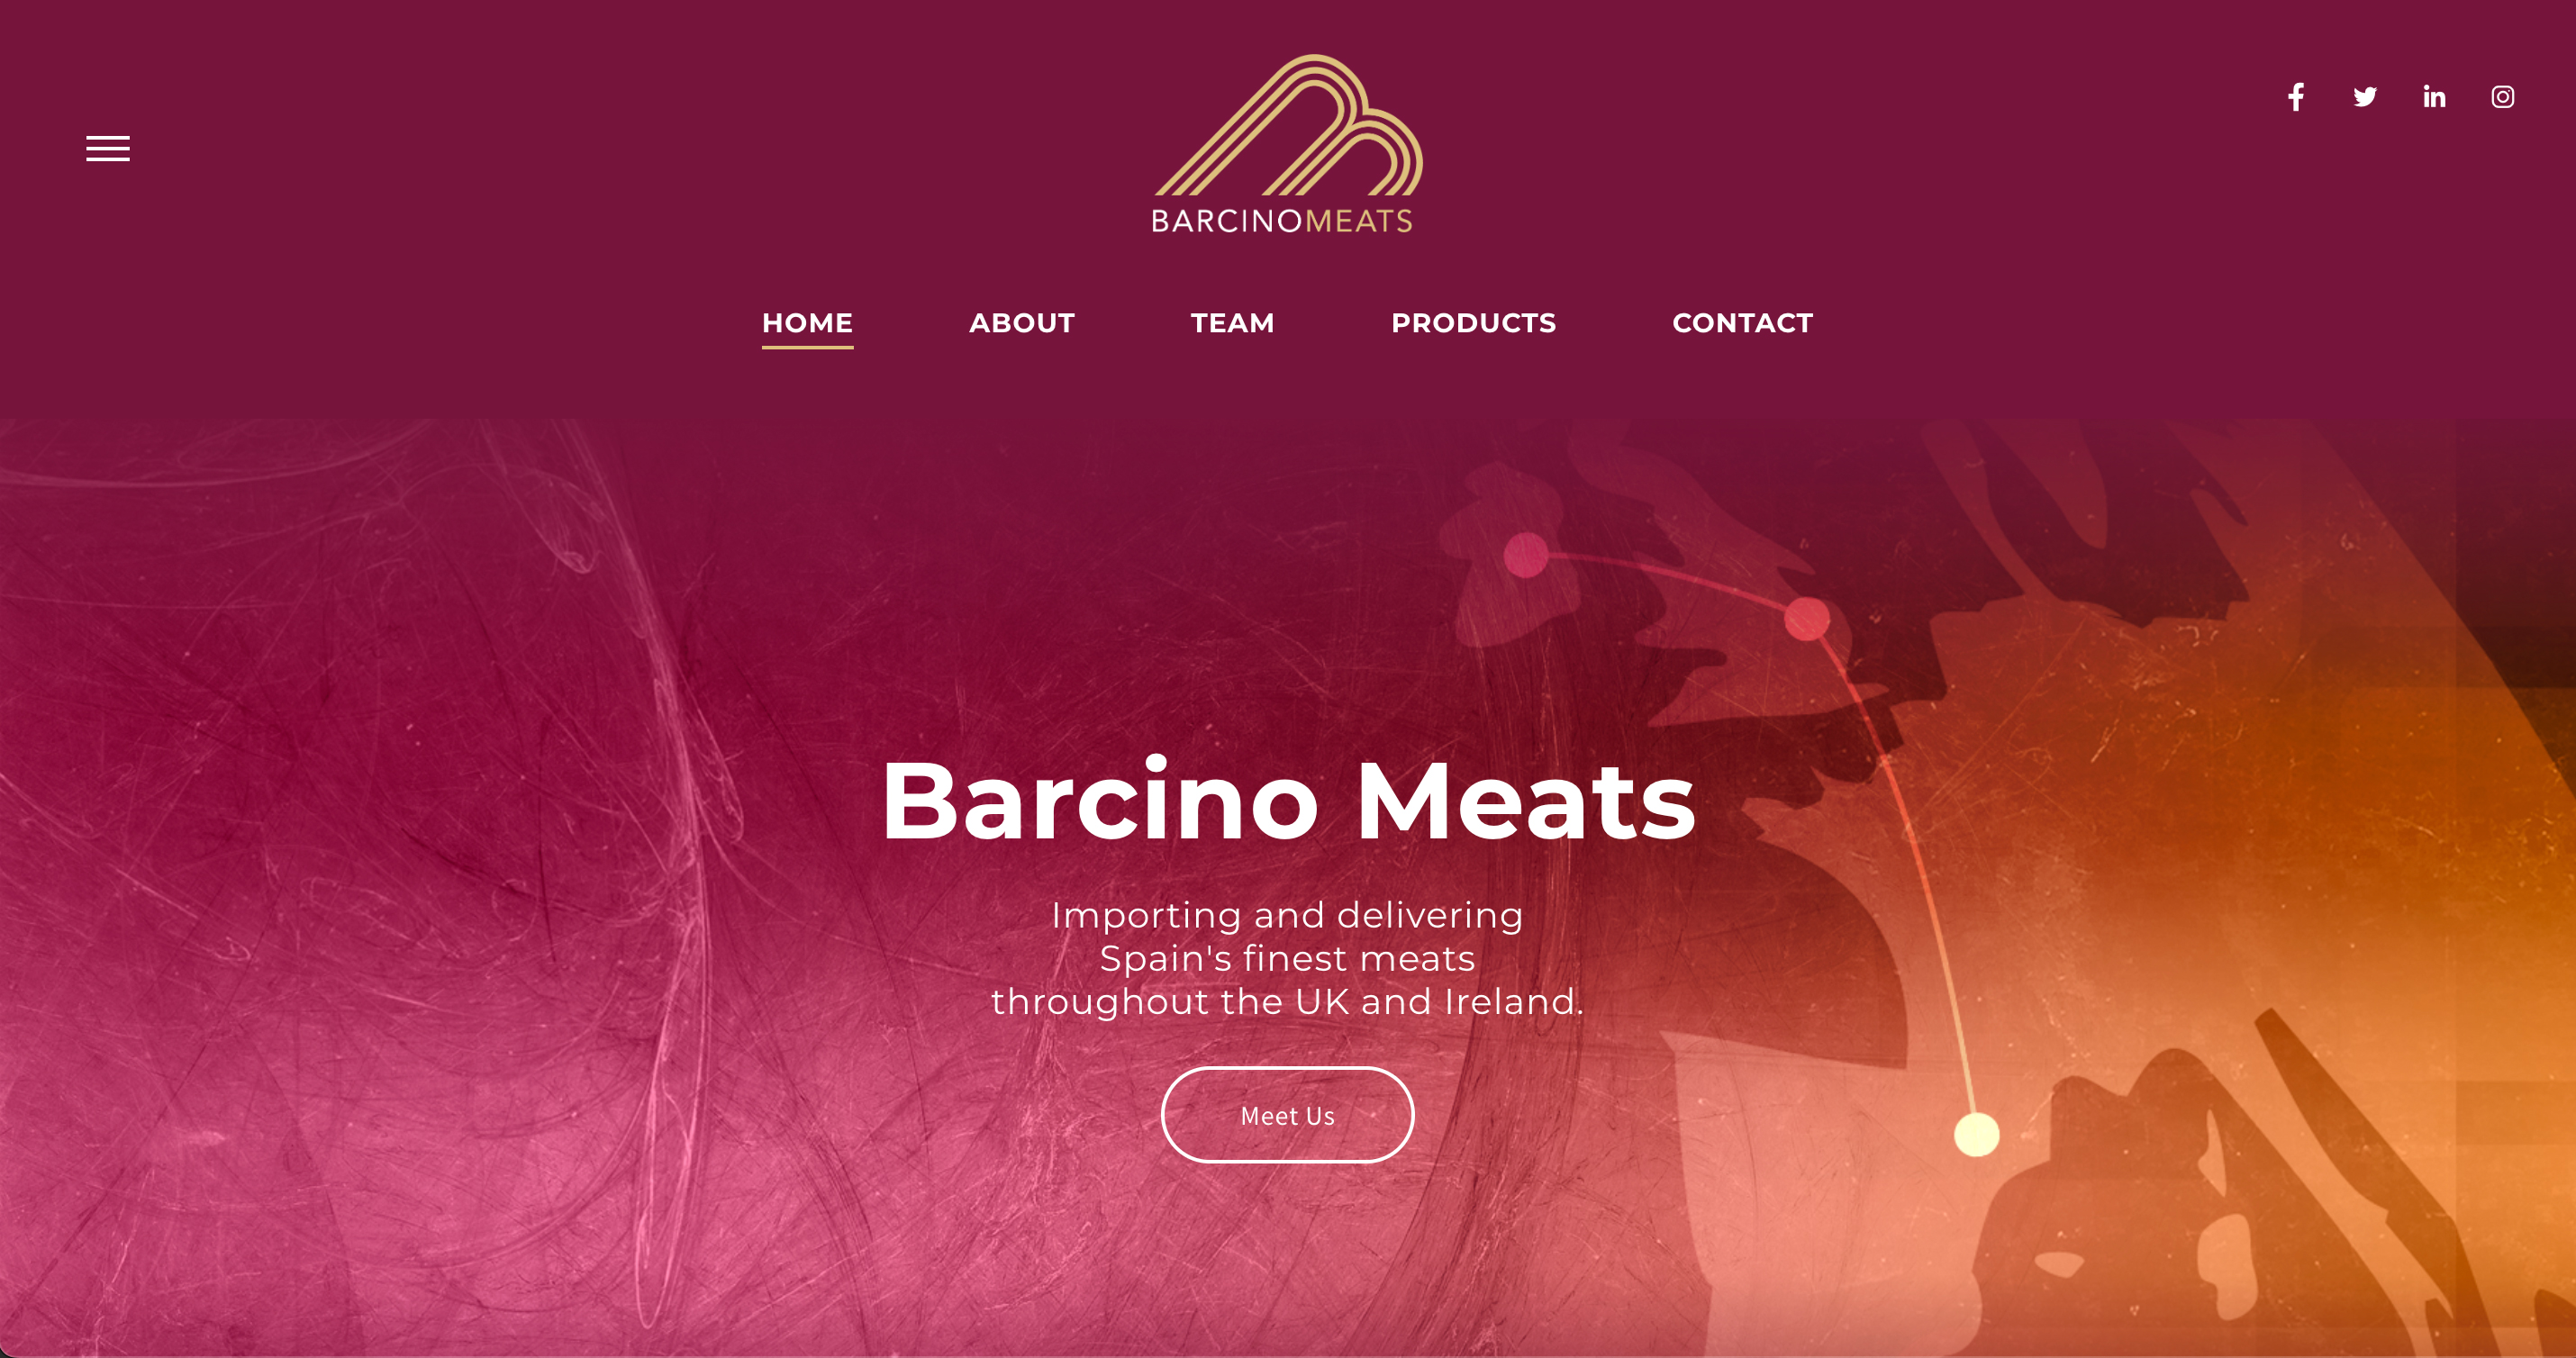 BARCINOMEATS
HOME ABOUT TEAM PRODUCTS CONTACT
Barcino Meats
Importing and delivering
Spain's finest meats
throughout the UK and Ireland.
Meet Us